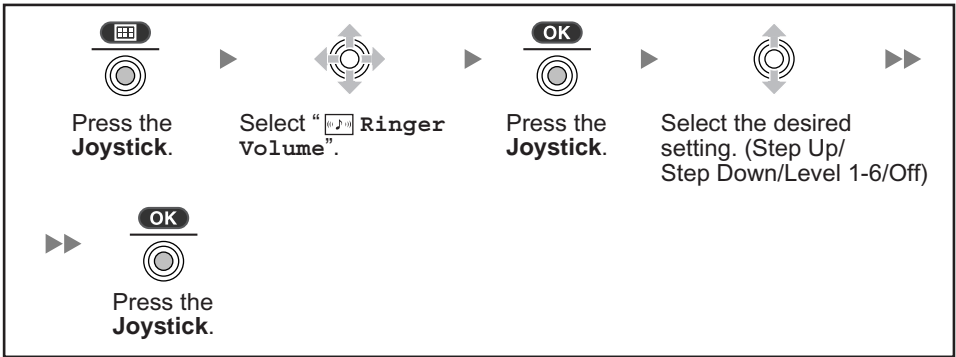 OK
Press the
Joystick.
Select “ Ringer
Volume”.
Press the
Joystick.
Select the desired
setting. (Step Up/
Step Down/Level 1-6/Off)
OK
Press the
Joystick.